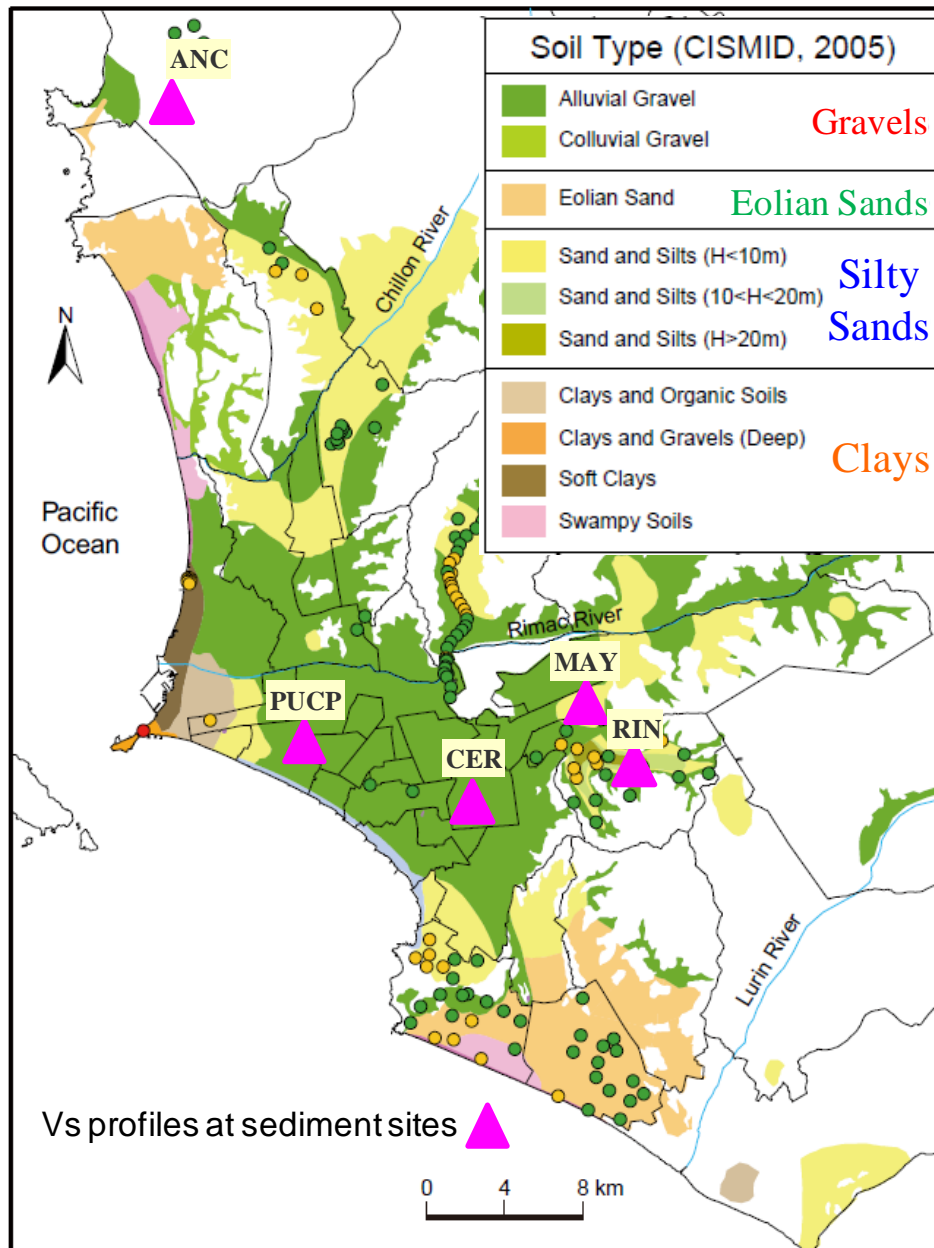 Soil Type (CISMID, 2005)
Alluvial Gravel
Colluvial Gravel
Gravels
Eolian Sand
Eolian Sands
Sand and Silts (H<10m)
Sand and Silts (10<H<20m)
Sand and Silts (H>20m)
Silty
Sands
Clays and Organic Soils
Clays and Gravels (Deep)
Soft Clays
Swampy Soils
Clays
ANC
Chillon River
N
Pacific
Ocean
Rimac River
MAY
PUCP
RIN
CER
Lurin River
Vs profiles at sediment sites
0 4 8 km